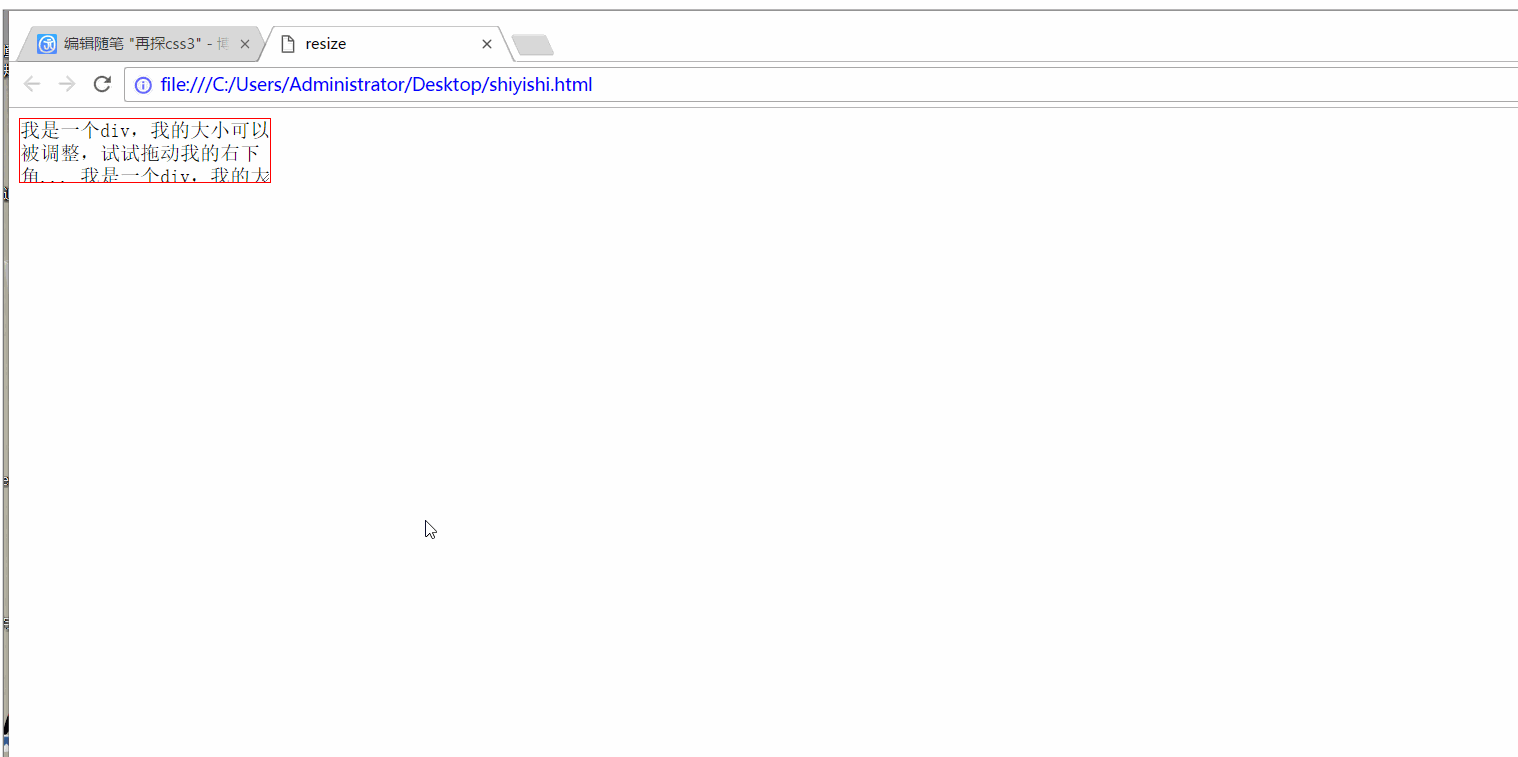 编辑随笔 "再探css3" - 博
resize
file:///C:/Users/Administrator/Desktop/shiyishi.html
我是一个div，我的大小可以
被调整，试试拖动我的右下
角... 我是一个div，我的大